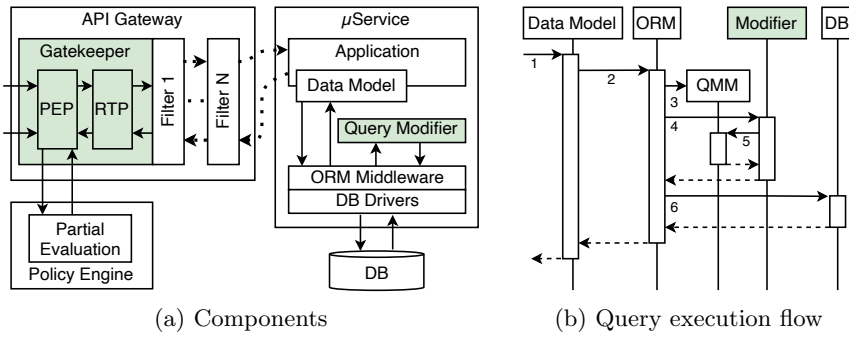 API Gateway
µService
Gatekeeper
PEP
RTP
Filter 1
Filter N
Application
Data Model
Query Modifier
ORM Middleware
DB Drivers
Partial
Evaluation
Policy Engine
DB
(a) Components
Data Model
ORM
Modifier
DB
1
2
QMM
3
4
5
6
(b) Query execution flow